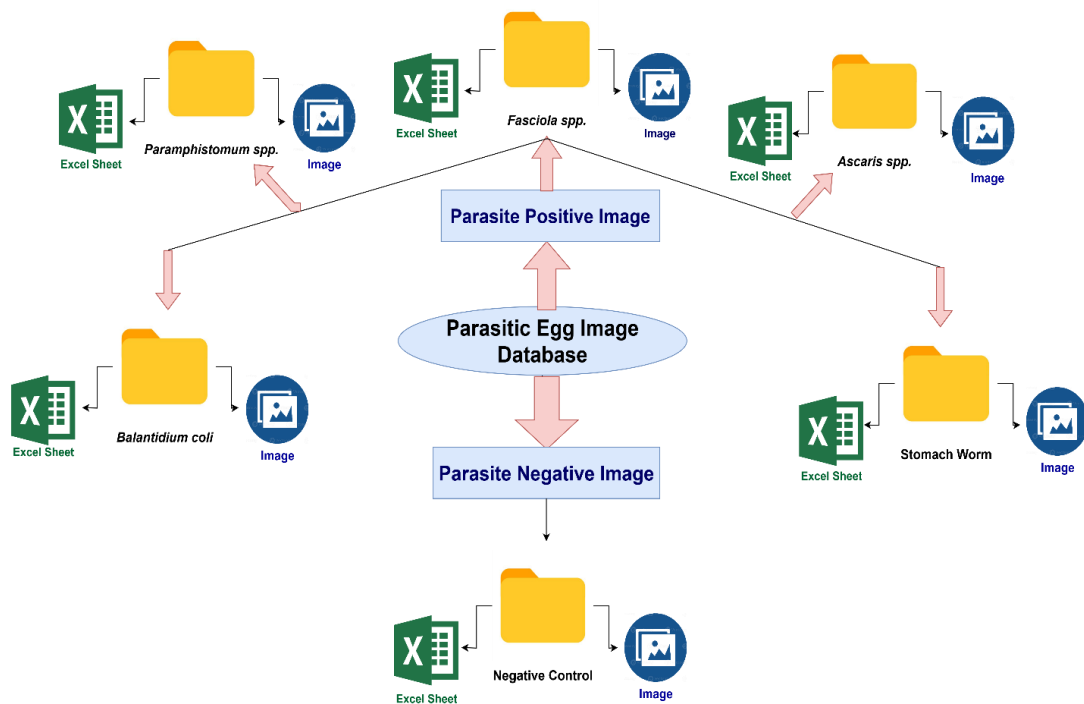 Excel Sheet
Paramphistomum spp.
Image
Excel Sheet
Fasciola spp.
Image
Excel Sheet
Ascaris spp.
Image
Parasite Positive Image
Parasitic Egg Image
Database
Excel Sheet
Balantidium coli
Image
Excel Sheet
Stomach Worm
Image
Parasite Negative Image
Excel Sheet
Negative Control
Image